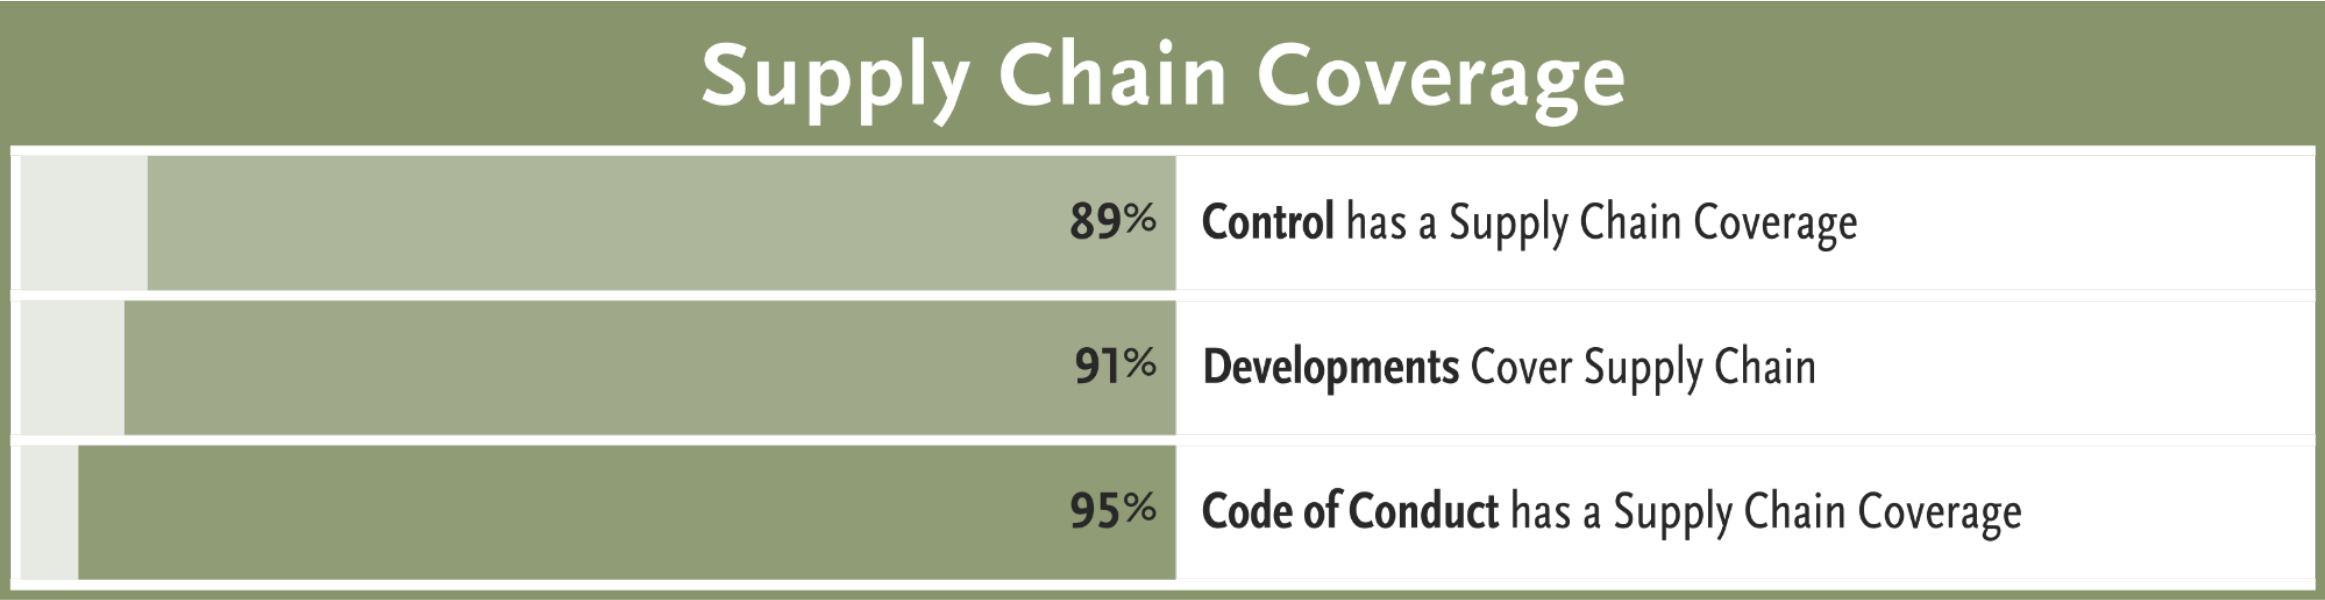 Supply Chain Coverage
89% Control has a Supply Chain Coverage
91% Developments Cover Supply Chain
95% Code of Conduct has a Supply Chain Coverage